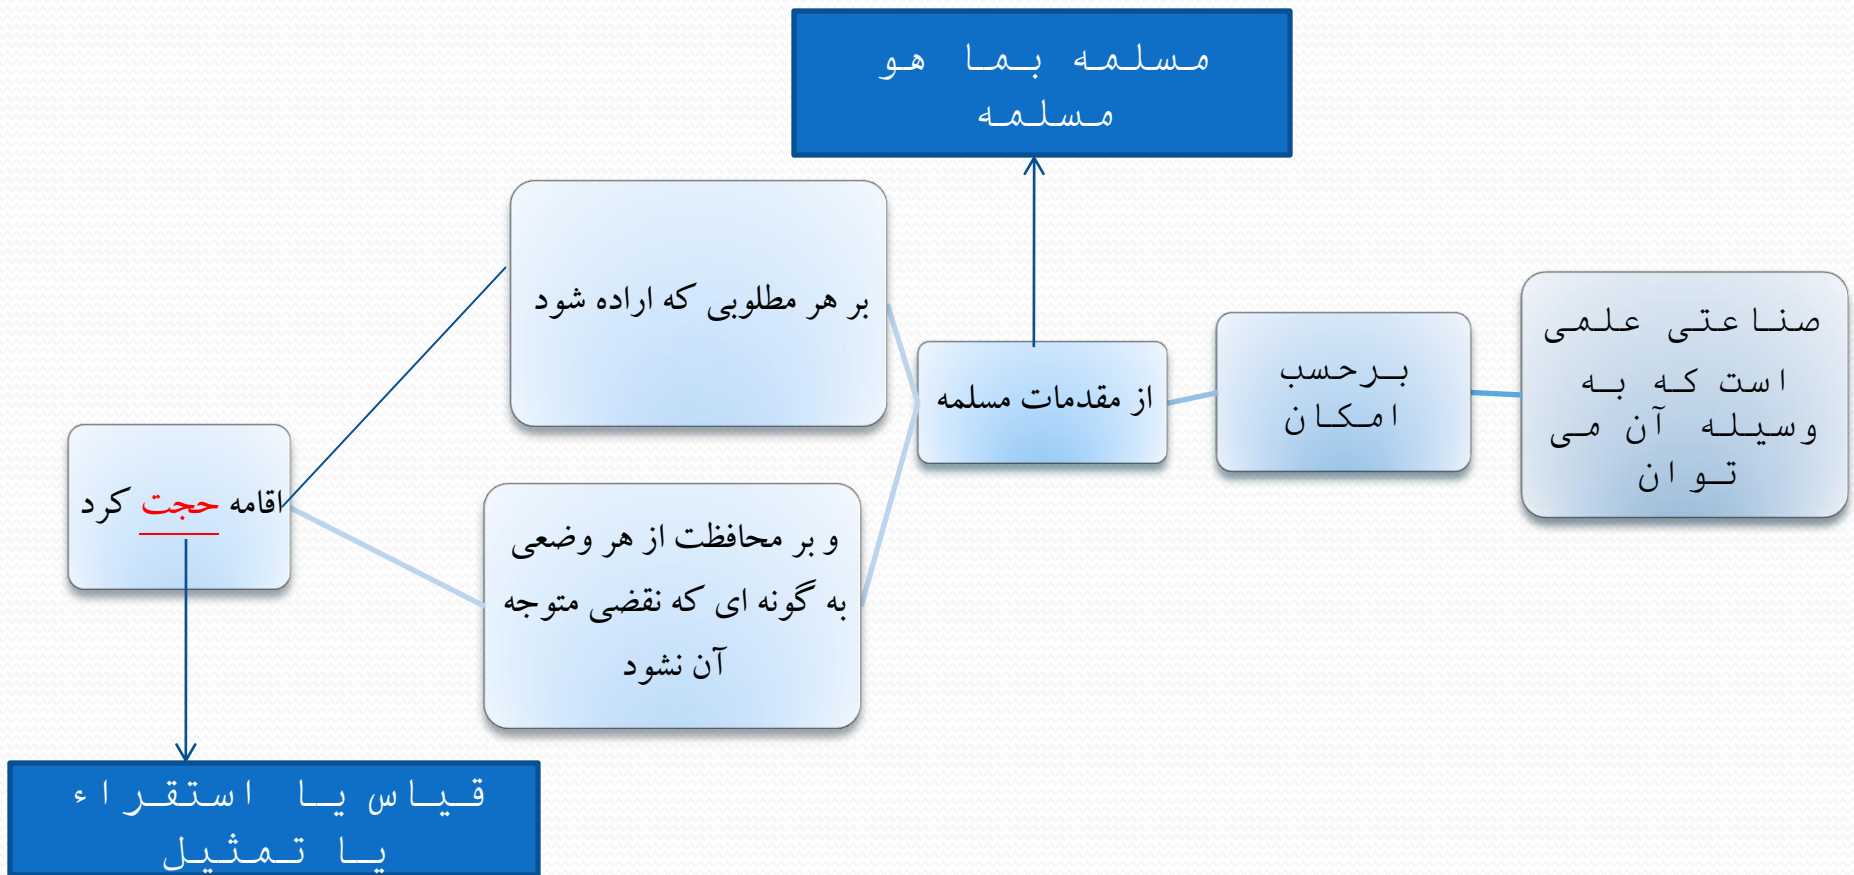 مسلمه بما هو
مسلمه
صناعتی علمی
است که به
وسیله آن می
توان
برحسب
امکان
از مقدمات مسلمه
بر هر مطلوبی که اراده شود
و بر محافظت از هر وضعی
به گونه ای که نقضی متوجه
آن نشود
اقامه حجت کرد
قیاس یا استقراء
یا تمثیل